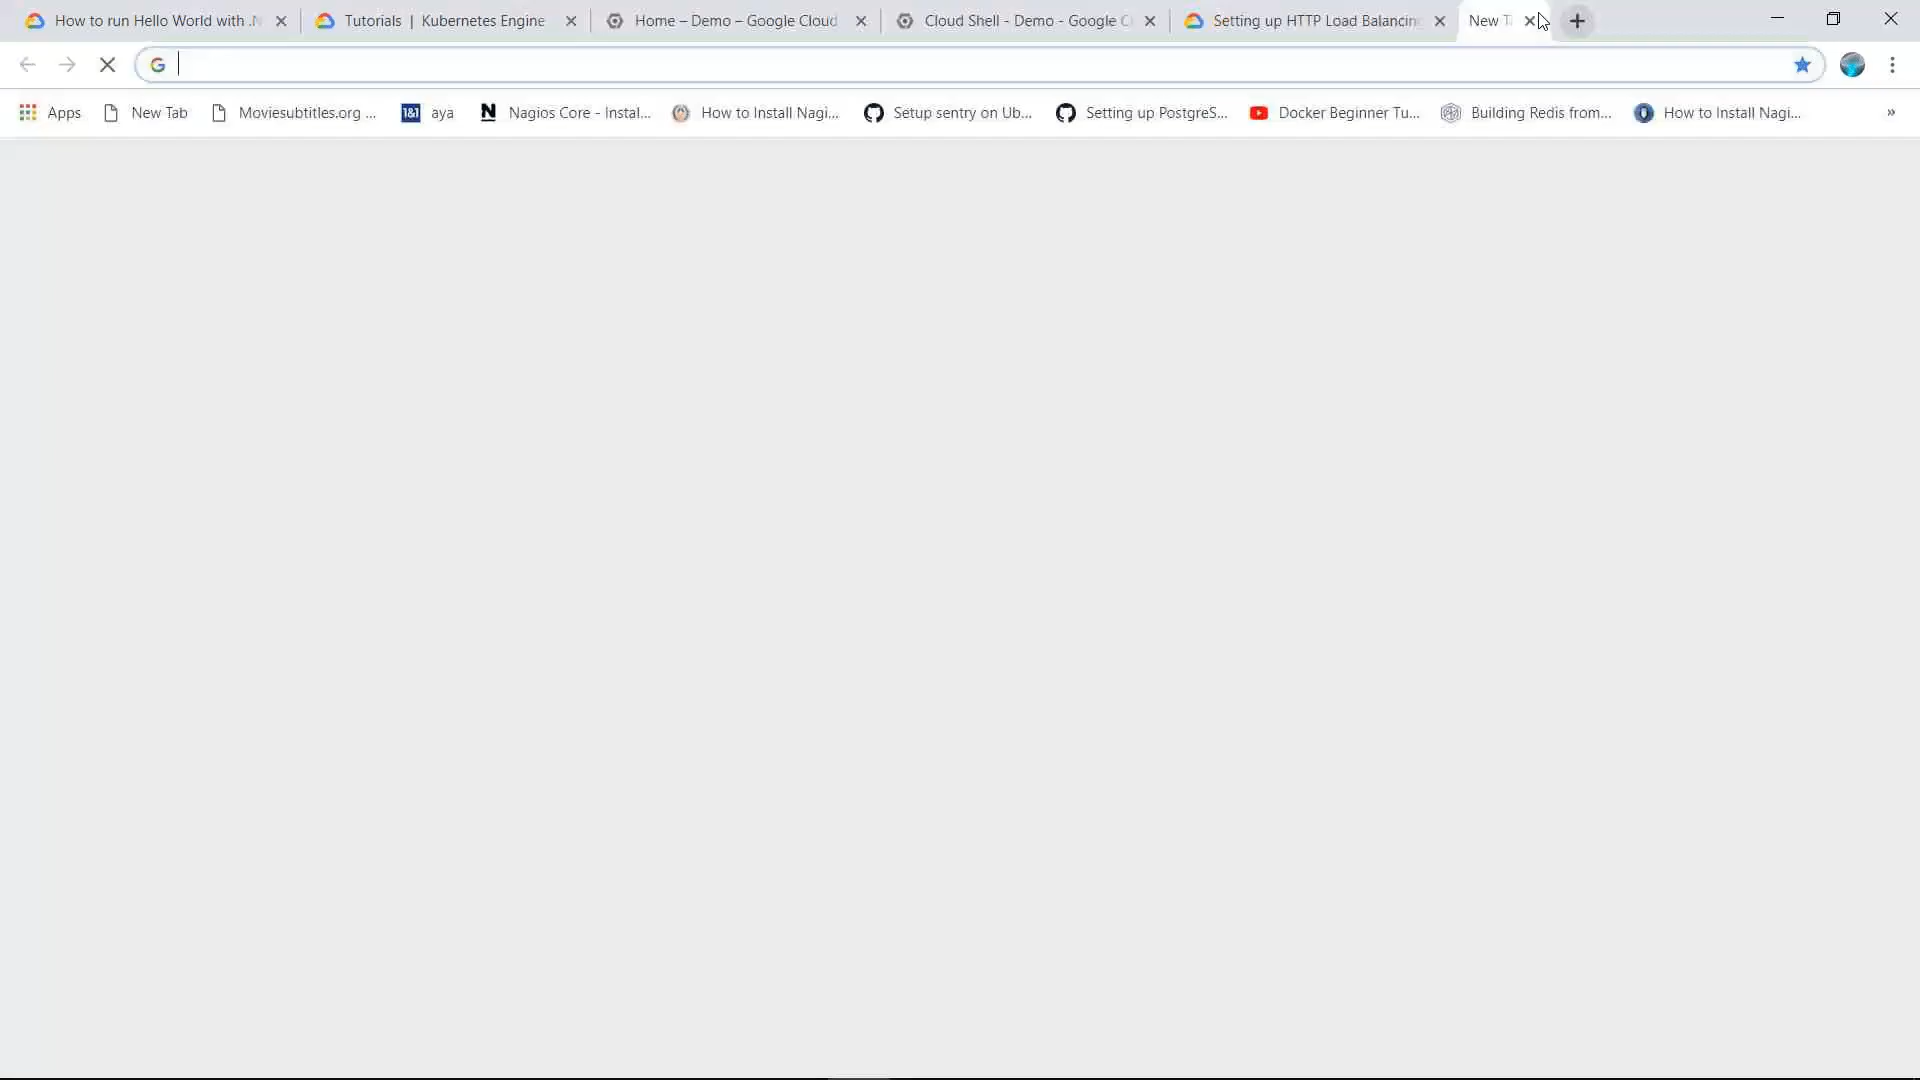 How to run Hello World with .N
Tutorials | Kubernetes Engine
Home – Demo – Google Cloud
Cloud Shell - Demo - Google C
Setting up HTTP Load Balancin
New T
Apps
New Tab
Moviesubtitles.org ...
1&1 aya
N Nagios Core - Instal...
How to Install Nagi...
Setup sentry on Ub...
Setting up PostgreS...
Docker Beginner Tu...
Building Redis from...
How to Install Nagi...
»